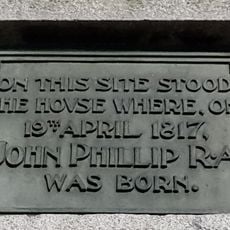 ON THIS SITE STOOD
THE HOVSE WHERE, ON
19TH APRIL 1817,
JOHN PHILLIP R·A
WAS BORN.